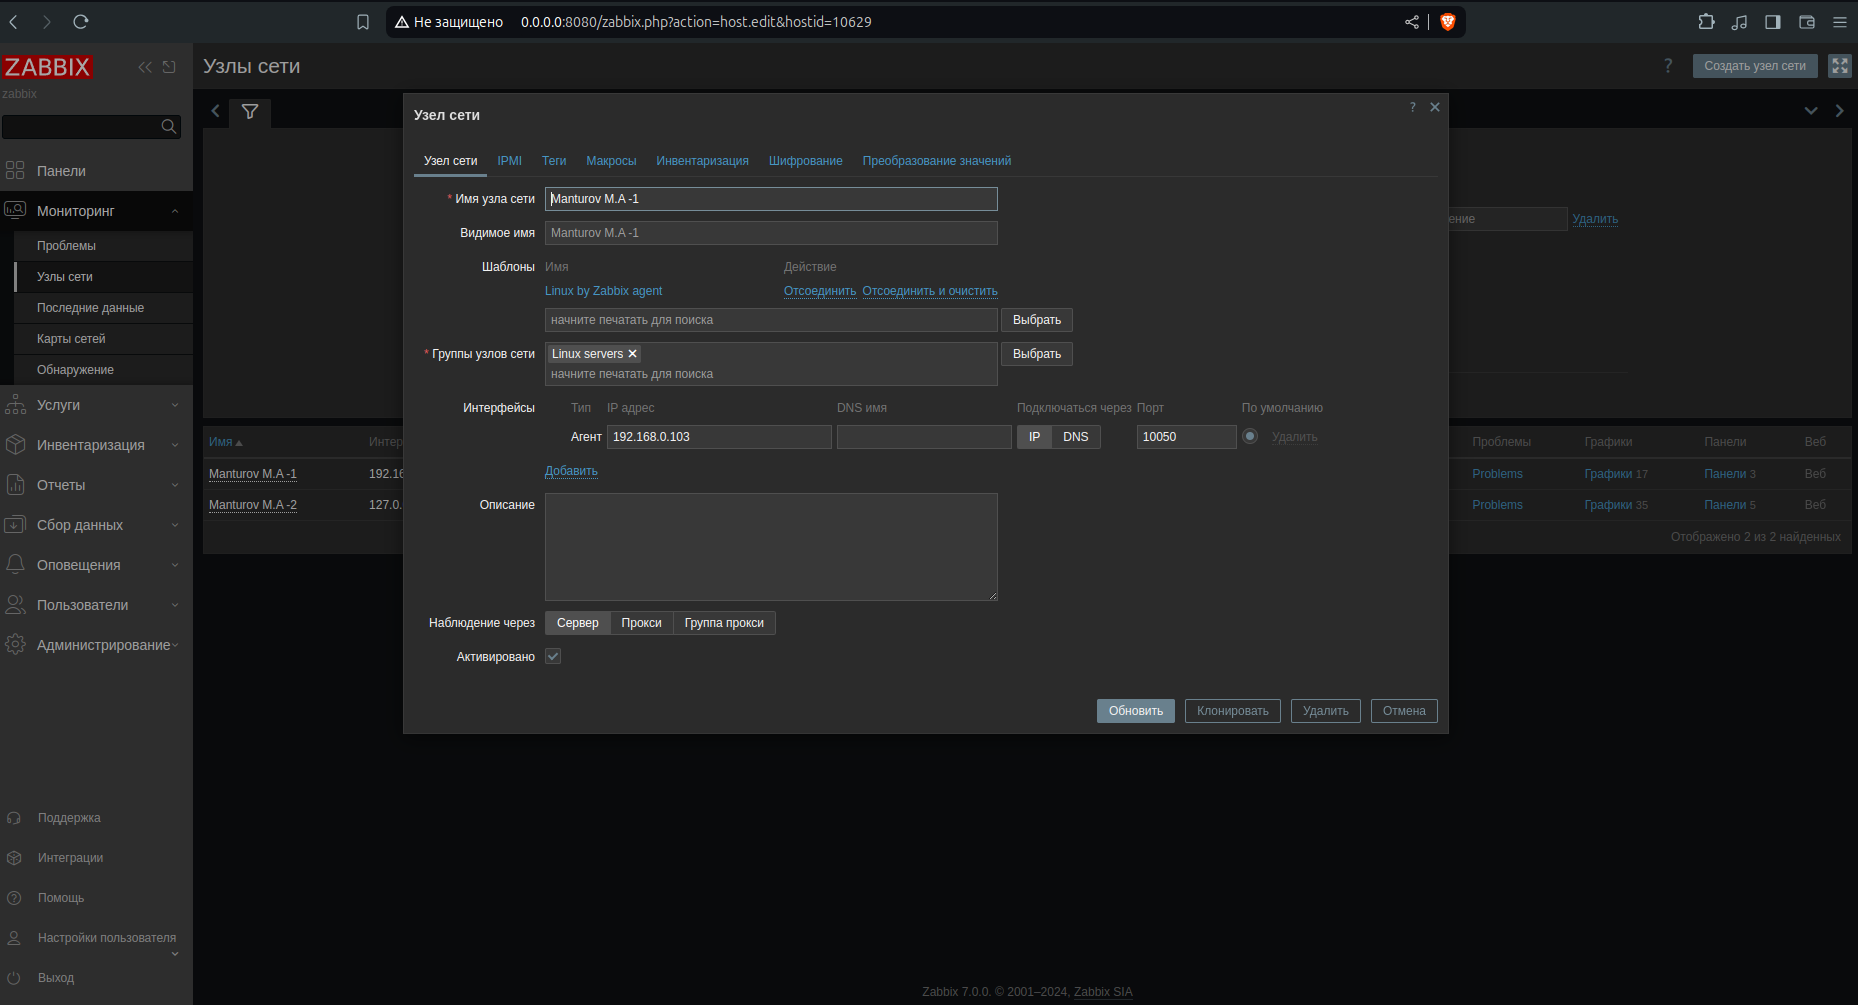 Не защищено 0.0.0.0:8080/zabbix.php?action=host.edit&hostid=10629
ZABBIX
zabbix
Панели
Мониторинг
Проблемы
Узлы сети
Последние данные
Карты сетей
Обнаружение
Услуги
Инвентаризация
Отчеты
Сбор данных
Оповещения
Пользователи
Администрирование
Поддержка
Интеграции
Помощь
Настройки пользователя
Выход
Узлы сети
? Создать узел сети
Удалить
Имя
Проблемы Графики Панели Веб
Manturov M.A -1
Problems Графики 17 Панели 3 Веб
Manturov M.A -2 127.0.
Problems Графики 35 Панели 5 Веб
Отображено 2 из 2 найденных
Узел сети
?
Узел сети IPMI Теги Макросы Инвентаризация Шифрование Преобразование значений
* Имя узла сети Manturov M.A -1
Видимое имя Manturov M.A -1
Шаблоны Имя Действие
Linux by Zabbix agent Отсоединить Отсоединить и очистить
начните печатать для поиска Выбрать
* Группы узлов сети Linux servers Выбрать
начните печатать для поиска
Интерфейсы Тип IP адрес DNS имя Подключаться через Порт По умолчанию
Агент 192.168.0.103 IP DNS 10050 Удалить
Добавить
Описание
Наблюдение через Сервер Прокси Группа прокси
Активировано
Обновить Клонировать Удалить Отмена
Zabbix 7.0.0. © 2001–2024, Zabbix SIA